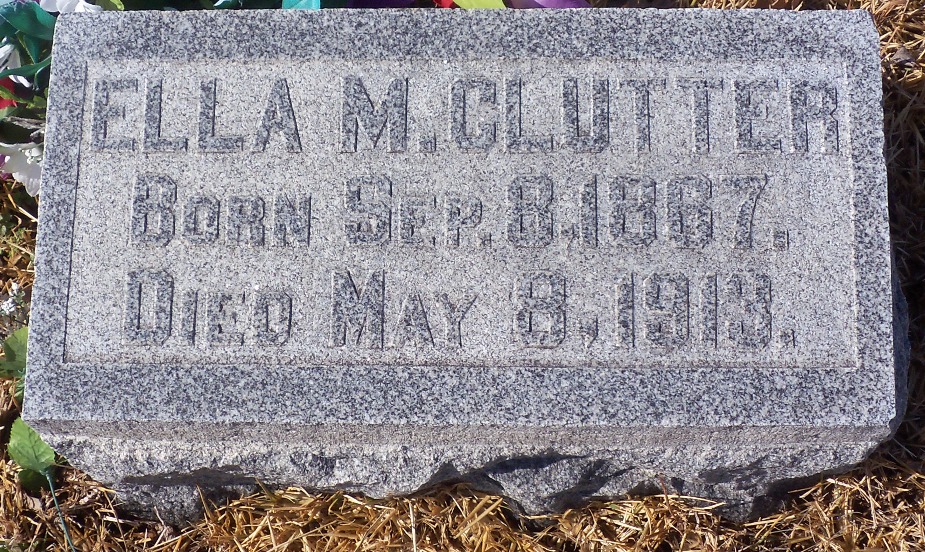 ELLA M. CLUTTER
BORN SEP. 8, 1867.
DIED MAY 8, 1913.